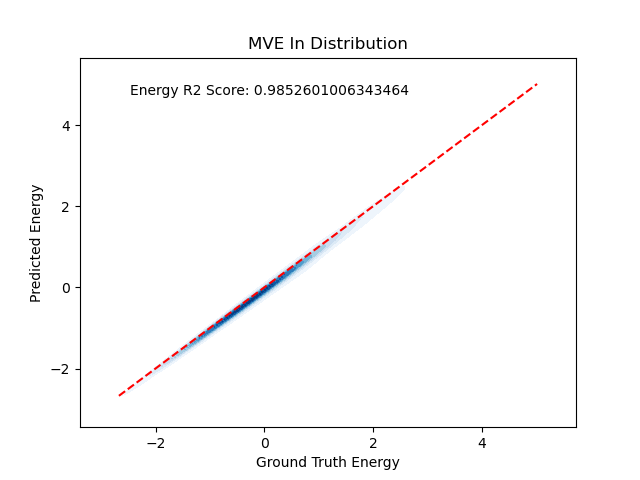 MVE In Distribution
Energy R2 Score: 0.9852601006343464
4
2
0
−2
Predicted Energy
−2
0
2
4
Ground Truth Energy